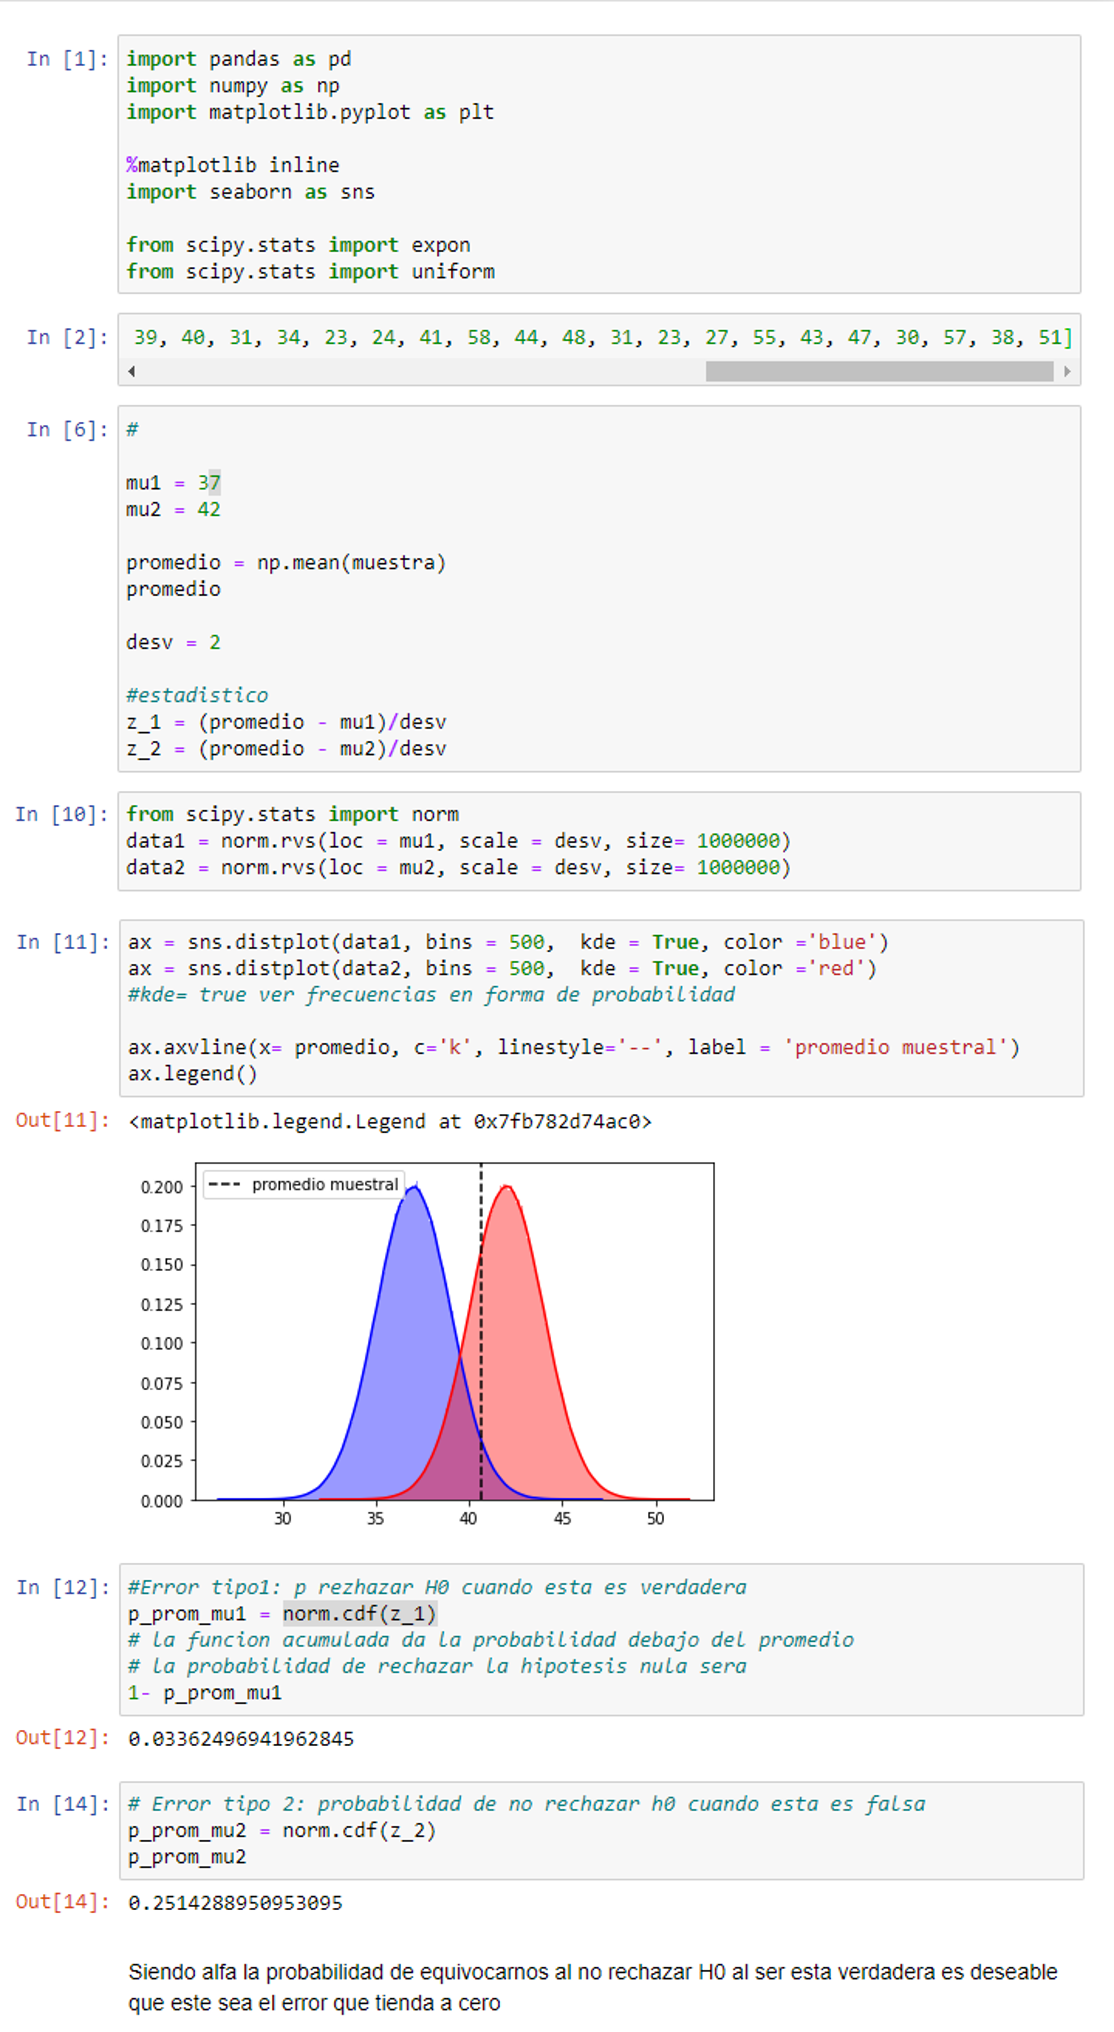 In [1]: import pandas as pd
import numpy as np
import matplotlib.pyplot as plt
%matplotlib inline
import seaborn as sns
from scipy.stats import expon
from scipy.stats import uniform
In [2]: 39, 40, 31, 34, 23, 24, 41, 58, 44, 48, 31, 23, 27, 55, 43, 47, 30, 57, 38, 51]
In [6]: #
mu1 = 37
mu2 = 42
promedio = np.mean(muestra)
promedio
desv = 2
#estadistico
z_1 = (promedio - mu1)/desv
z_2 = (promedio - mu2)/desv
In [10]: from scipy.stats import norm
data1 = norm.rvs(loc = mu1, scale = desv, size= 1000000)
data2 = norm.rvs(loc = mu2, scale = desv, size= 1000000)
In [11]: ax = sns.distplot(data1, bins = 500,  kde = True, color ='blue')
ax = sns.distplot(data2, bins = 500,  kde = True, color ='red')
#kde= true ver frecuencias en forma de probabilidad
ax.axvline(x= promedio, c='k', linestyle='--', label = 'promedio muestral')
ax.legend()
Out[11]: <matplotlib.legend.Legend at 0x7fb782d74ac0>
promedio muestral
0.200
0.175
0.150
0.125
0.100
0.075
0.050
0.025
0.000
30 35 40 45 50
In [12]: #Error tipo1: p rezhazar H0 cuando esta es verdadera
p_prom_mu1 = norm.cdf(z_1)
# la funcion acumulada da la probabilidad debajo del promedio
# la probabilidad de rechazar la hipotesis nula sera
1- p_prom_mu1
Out[12]: 0.03362496941962845
In [14]: # Error tipo 2: probabilidad de no rechazar h0 cuando esta es falsa
p_prom_mu2 = norm.cdf(z_2)
p_prom_mu2
Out[14]: 0.2514288950953095
Siendo alfa la probabilidad de equivocarnos al no rechazar H0 al ser esta verdadera es deseable
que este sea el error que tienda a cero